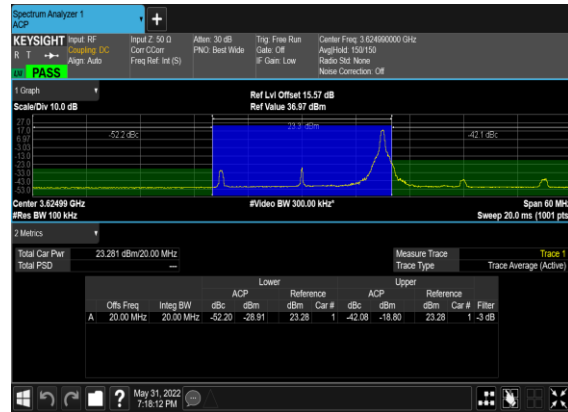 Spectrum Analyzer 1
ACP
+
KEYSIGHT Input: RF Input Z: 50 Ω Atten: 30 dB Trig: Free Run Center Freq: 3.624990000 GHz
R T Coupling: DC Corr CCorr PNO: Best Wide Gate: Off Avg|Hold: 150/150
Align: Auto Freq Ref: Int (S) IF Gain: Low Radio Std: None
LW PASS Noise Correction: Off
1 Graph Ref Lvl Offset 15.57 dB
Scale/Div 10.0 dB Ref Value 36.97 dBm
27.0
17.0 -52.2 dBc 23.3 dBm -42.1 dBc
6.97
-3.03
-13.0
-23.0
-33.0
-43.0
-53.0
Center 3.62499 GHz #Video BW 300.00 kHz* Span 60 MHz
#Res BW 100 kHz Sweep 20.0 ms (1001 pts
2 Metrics
Total Car Pwr 23.281 dBm/20.00 MHz Measure Trace Trace 1
Total PSD --- Trace Type Trace Average (Active)
Lower Upper
ACP Reference ACP Reference
Offs Freq Integ BW dBc dBm dBm Car # dBc dBm dBm Car # Filter
A 20.00 MHz 20.00 MHz -52.20 -28.91 23.28 1 -42.08 -18.80 23.28 1 -3 dB
? May 31, 2022
7:18:12 PM